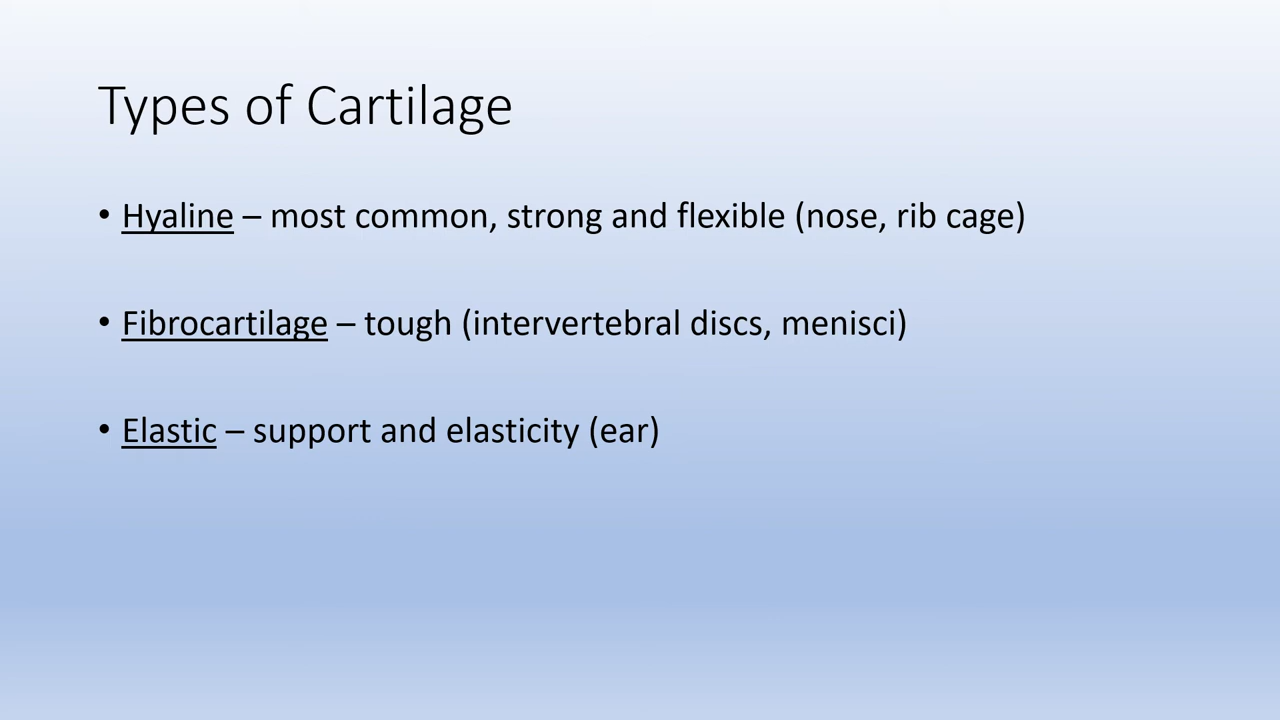 Types of Cartilage
• Hyaline – most common, strong and flexible (nose, rib cage)
• Fibrocartilage – tough (intervertebral discs, menisci)
• Elastic – support and elasticity (ear)